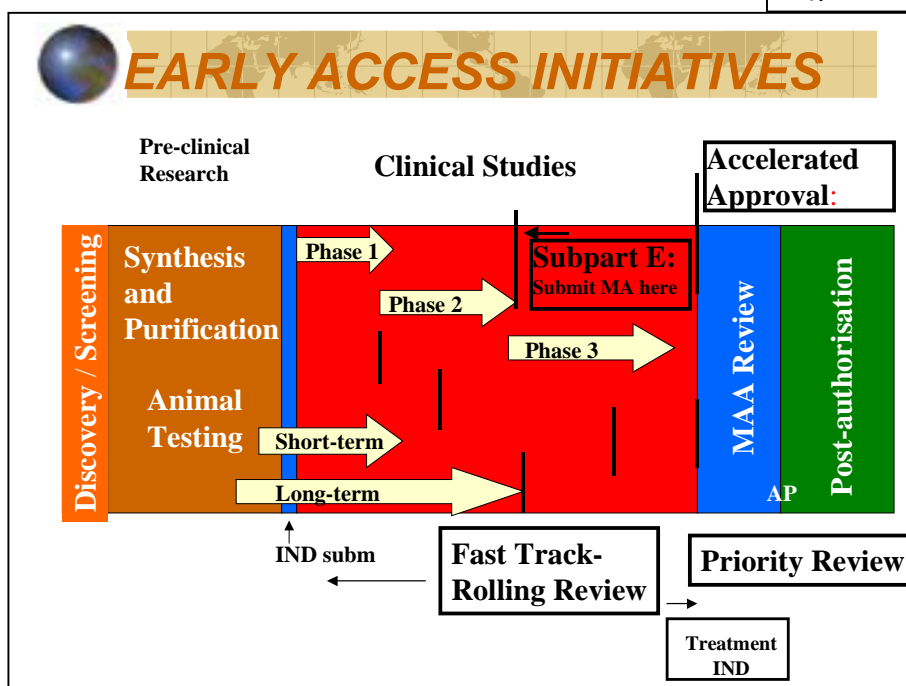 EARLY ACCESS INITIATIVES
Pre-clinical
Research
Clinical Studies
Accelerated
Approval:
Discovery / Screening
Synthesis
and
Purification
Animal
Testing
Phase 1
Phase 2
Subpart E:
Submit MA here
Phase 3
Short-term
Long-term
MAA Review
AP
Post-authorisation
IND subm
Fast Track-
Rolling Review
Priority Review
Treatment
IND